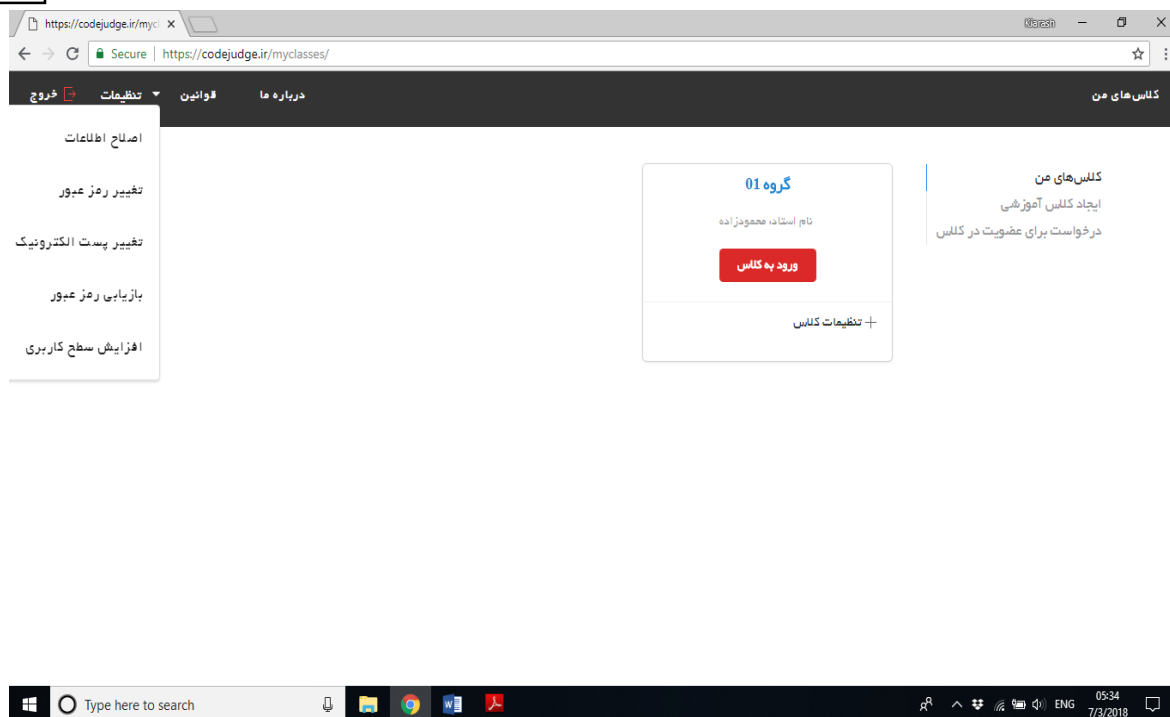 https://codejudge.ir/mycl
Kiarash
Secure | https://codejudge.ir/myclasses/
کلاس‌های من
درباره ما
قوانین
تنظیمات
خروج
اصلاح اطلاعات
تغییر رمز عبور
تغییر پست الکترونیک
بازیابی رمز عبور
افزایش سطح کاربری
کلاس‌های من
ایجاد کلاس آموزشی
درخواست برای عضویت در کلاس
گروه 01
نام استاد: محمودزاده
ورود به کلاس
+ تنظیمات کلاس
Type here to search
ENG
05:34
7/3/2018